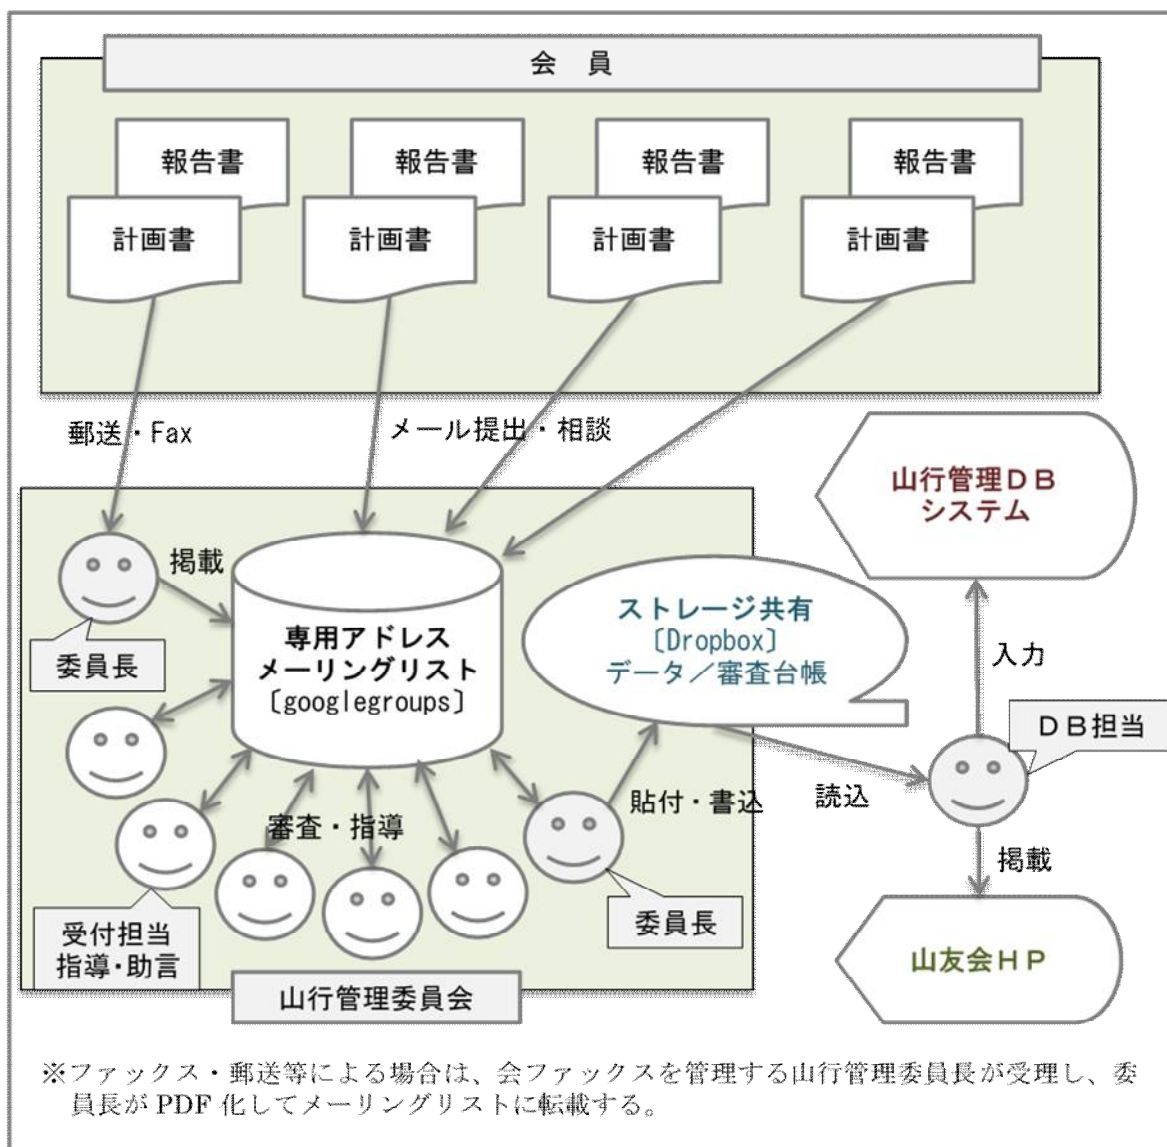 会　員
報告書
報告書
報告書
報告書
計画書
計画書
計画書
計画書
郵送・Fax
メール提出・相談
山行管理ＤＢ
システム
掲載
委員長
専用アドレス
メーリングリスト
〔googlegroups〕
ストレージ共有
〔Dropbox〕
データ／審査台帳
入力
ＤＢ担当
貼付・書込
読込
審査・指導
掲載
受付担当
指導・助言
委員長
山友会ＨＰ
山行管理委員会
※ファックス・郵送等による場合は、会ファックスを管理する山行管理委員長が受理し、委
員長が PDF 化してメーリングリストに転載する。